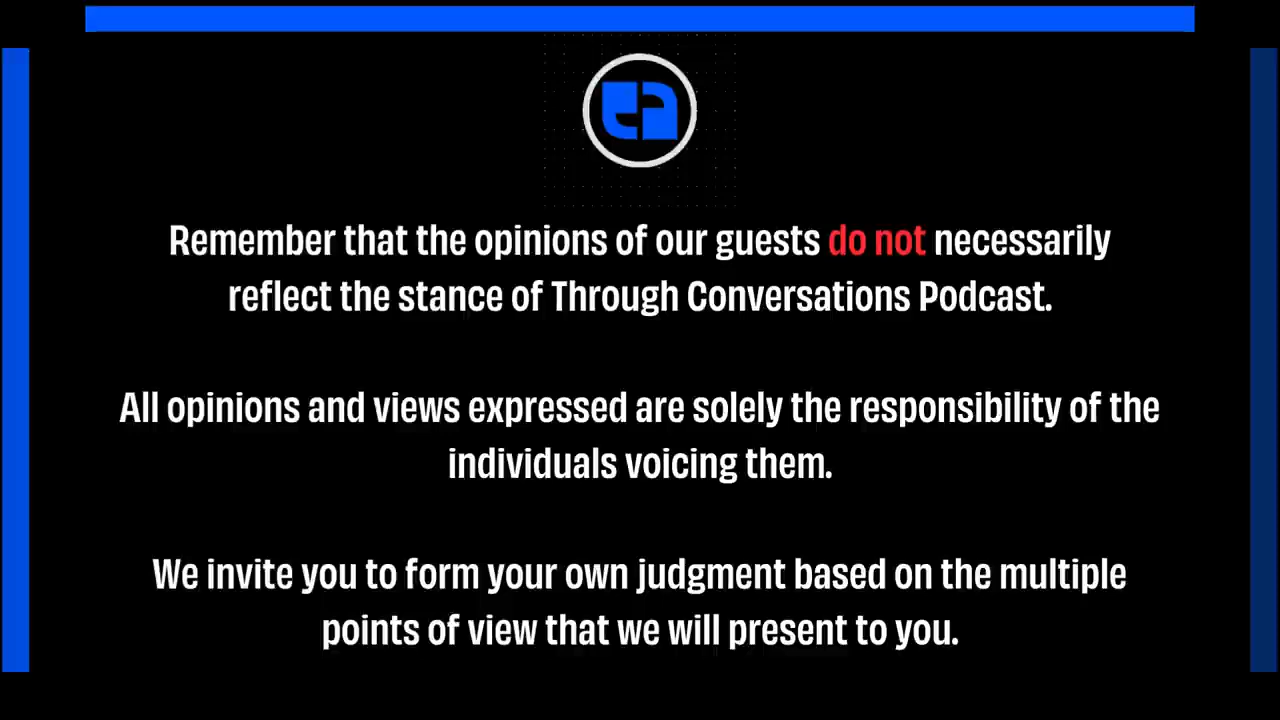 Remember that the opinions of our guests do not necessarily
reflect the stance of Through Conversations Podcast.
All opinions and views expressed are solely the responsibility of the
individuals voicing them.
We invite you to form your own judgment based on the multiple
points of view that we will present to you.